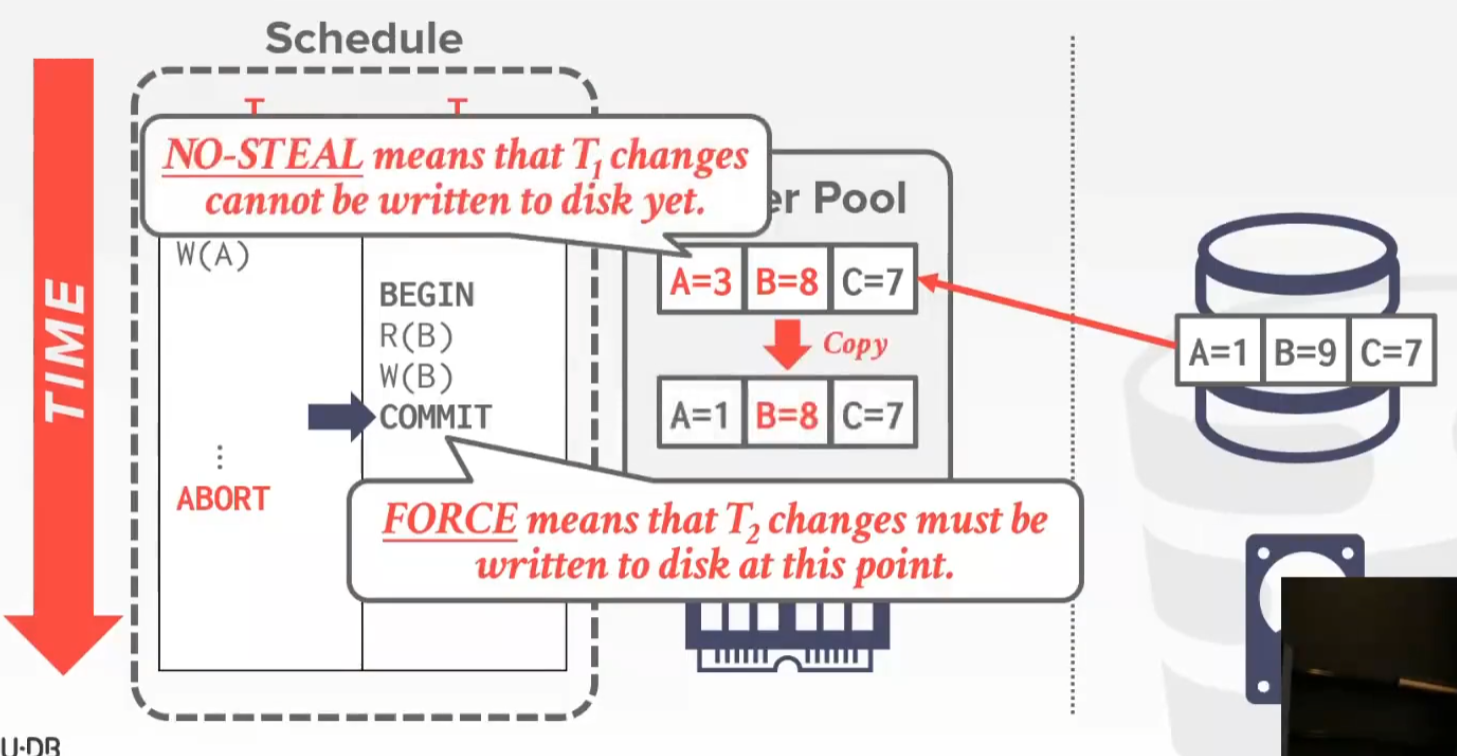 Schedule
TIME
T
T
NO-STEAL means that T1 changes
cannot be written to disk yet.
er Pool
W(A)
BEGIN
R(B)
W(B)
COMMIT
⋮
ABORT
A=3 B=8 C=7
Copy
A=1 B=8 C=7
A=1 B=9 C=7
FORCE means that T2 changes must be
written to disk at this point.
U·DB